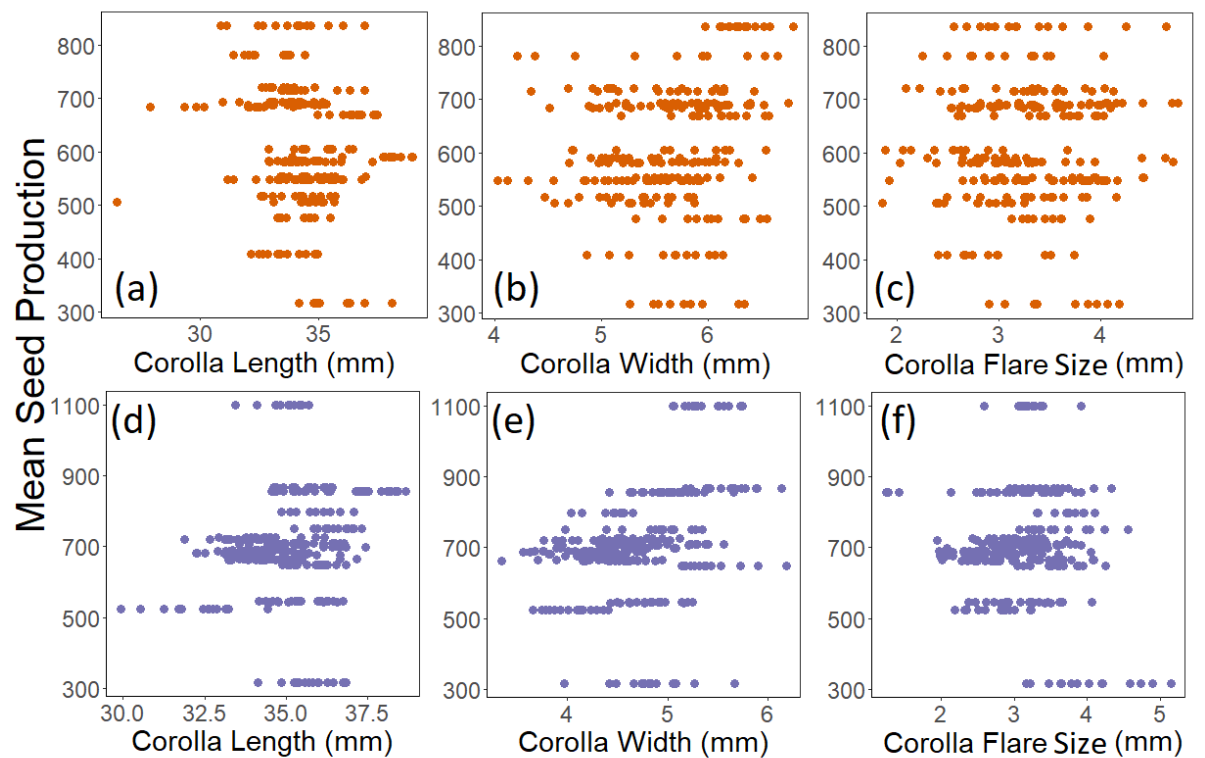 Mean Seed Production
800
700
600
500
400
300
(a)
30 35
Corolla Length (mm)
800
700
600
500
400
300
(b)
4 5 6
Corolla Width (mm)
800
700
600
500
400
300
(c)
2 3 4
Corolla Flare Size (mm)
1100
900
700
500
300
(d)
30.0 32.5 35.0 37.5
Corolla Length (mm)
1100
900
700
500
300
(e)
4 5 6
Corolla Width (mm)
1100
900
700
500
300
(f)
2 3 4 5
Corolla Flare Size (mm)